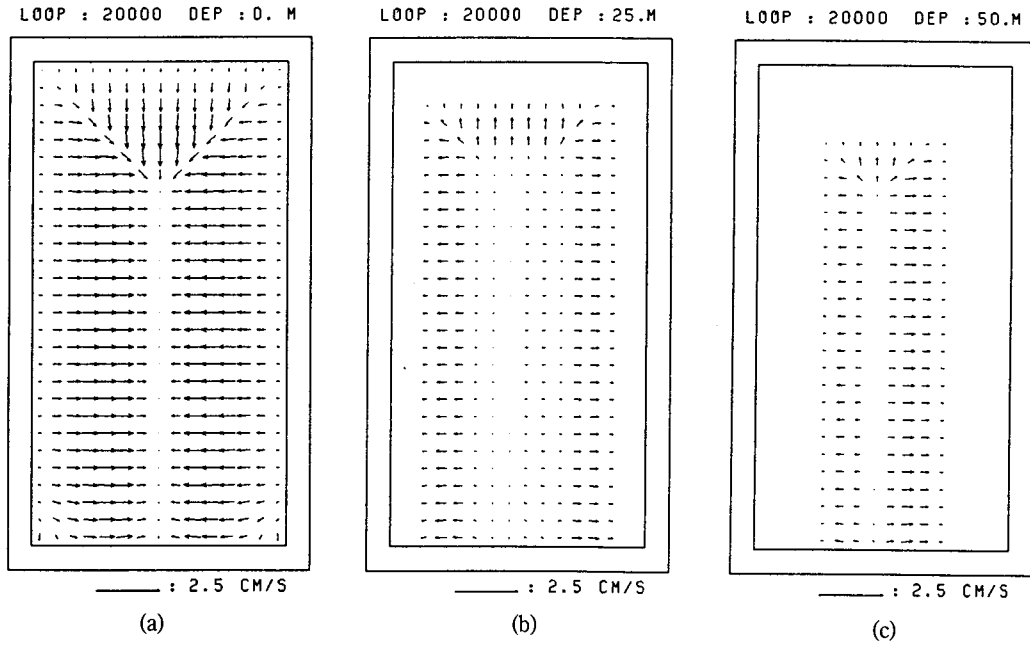 LOOP : 20000 DEP : 0. M
LOOP : 20000 DEP : 25.M
LOOP : 20000 DEP : 50.M
: 2.5 CM/S
: 2.5 CM/S
: 2.5 CM/S
(a)
(b)
(c)